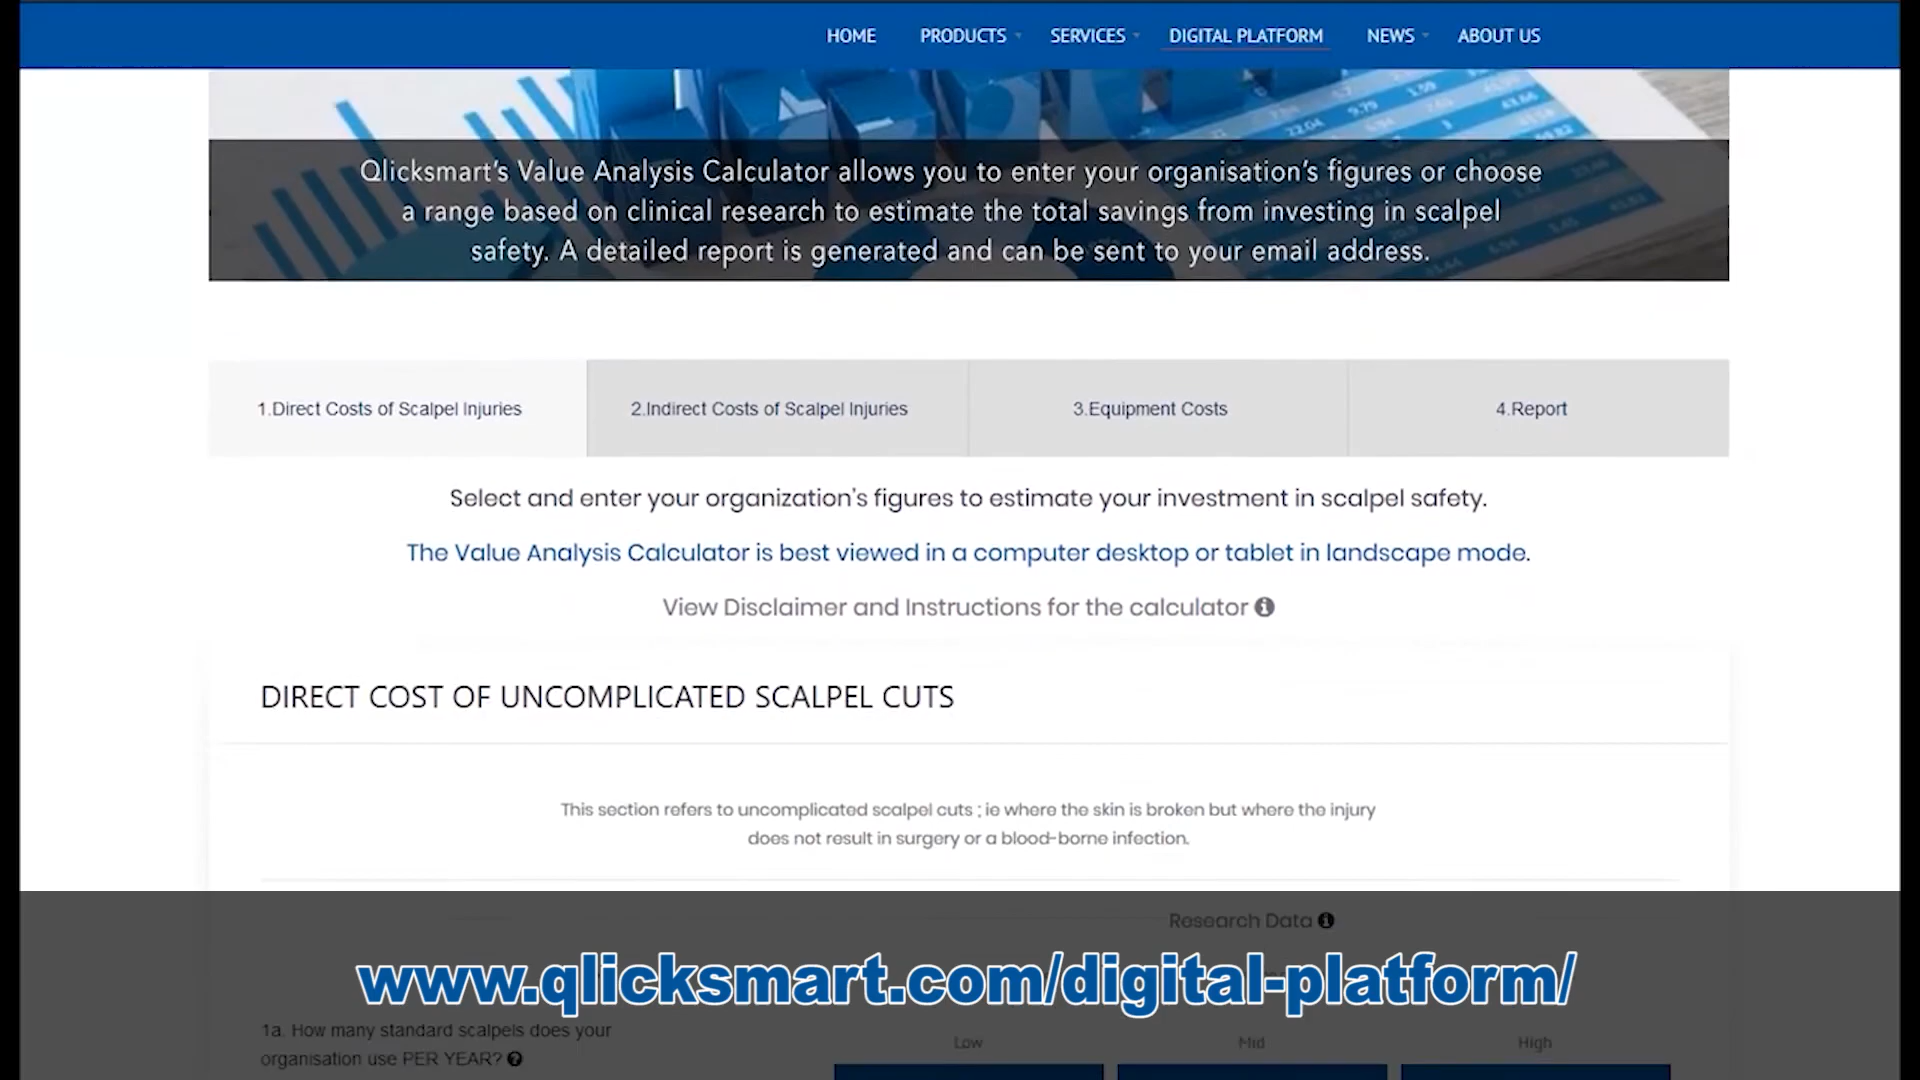 HOME PRODUCTS SERVICES DIGITAL PLATFORM NEWS ABOUT US
Qlicksmart's Value Analysis Calculator allows you to enter your organisation's figures or choose
a range based on clinical research to estimate the total savings from investing in scalpel
safety. A detailed report is generated and can be sent to your email address.
1.Direct Costs of Scalpel Injuries 2.Indirect Costs of Scalpel Injuries 3.Equipment Costs 4.Report
Select and enter your organization's figures to estimate your investment in scalpel safety.
The Value Analysis Calculator is best viewed in a computer desktop or tablet in landscape mode.
View Disclaimer and Instructions for the calculator
DIRECT COST OF UNCOMPLICATED SCALPEL CUTS
This section refers to uncomplicated scalpel cuts ; ie where the skin is broken but where the injury
does not result in surgery or a blood-borne infection.
Research Data
www.qlicksmart.com/digital-platform/
1a. How many standard scalpels does your
organisation use PER YEAR?
Low Mid High